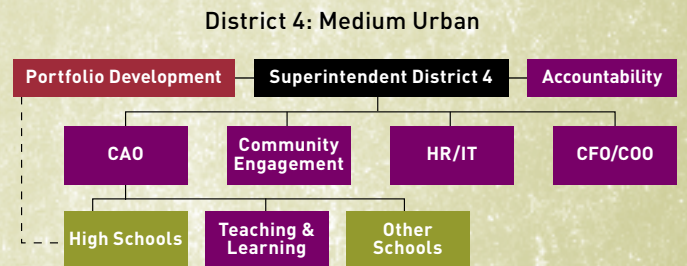 District 4: Medium Urban
Portfolio Development
Superintendent District 4
Accountability
CAO
Community
Engagement
HR/IT
CFO/COO
High Schools
Teaching &
Learning
Other
Schools